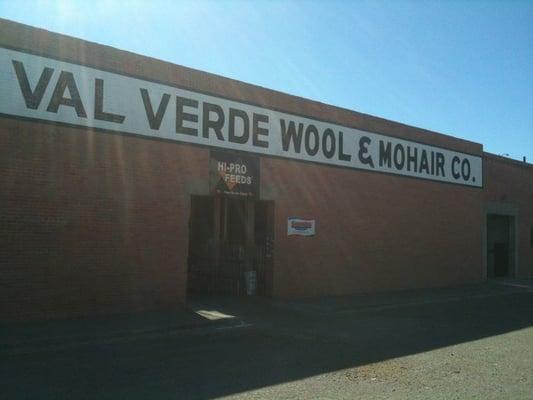 VAL VERDE WOOL & MOHAIR CO.
HI-PRO
FEEDS